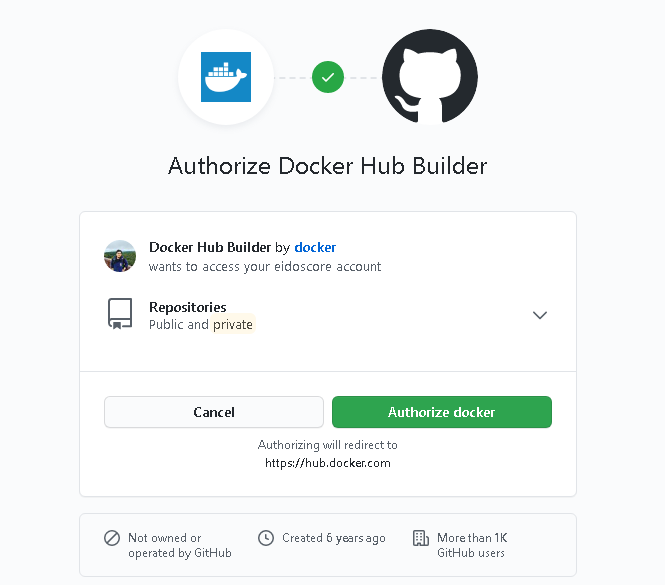 Authorize Docker Hub Builder
Docker Hub Builder by docker
wants to access your eidoscore account
Repositories
Public and private
Cancel
Authorize docker
Authorizing will redirect to
https://hub.docker.com
Not owned or
operated by GitHub
Created 6 years ago
More than 1K
GitHub users